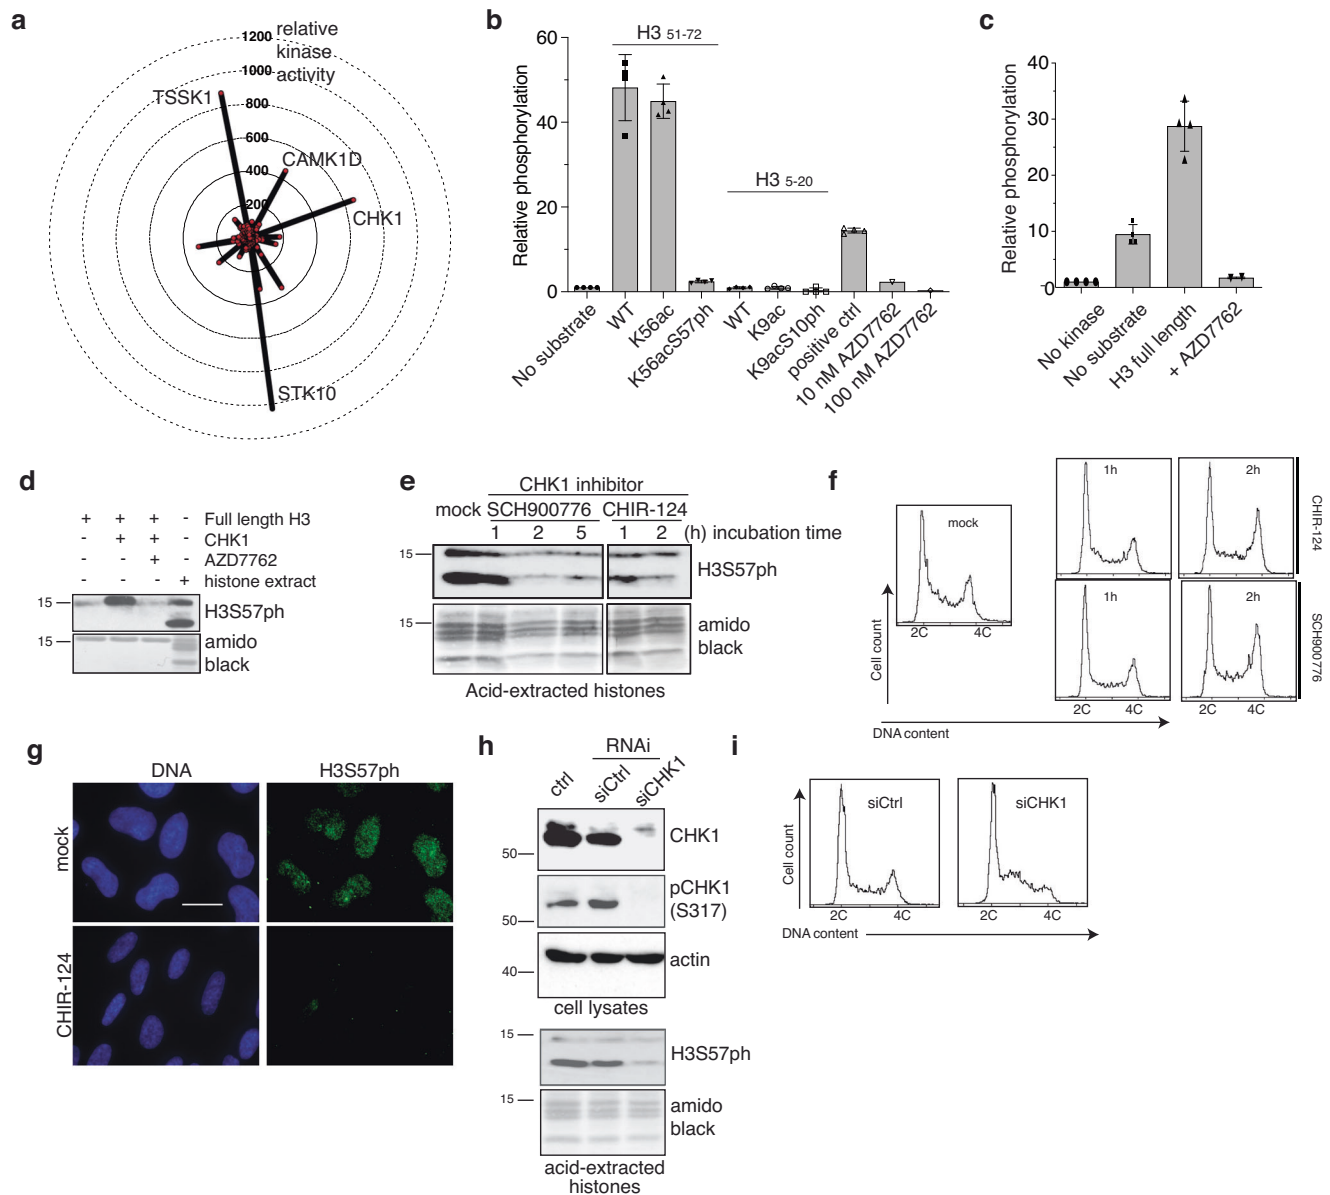 a
relative
kinase
activity
1200
1000
800
600
400
200
TSSK1
CAMK1D
CHK1
STK10
b
Relative phosphorylation
60
40
20
0
H3 51-72
H3 5-20
No substrate
WT
K56ac
K56acS57ph
WT
K9ac
K9acS10ph
positive ctrl
10 nM AZD7762
100 nM AZD7762
c
Relative phosphorylation
40
30
20
10
0
No kinase
No substrate
H3 full length
+ AZD7762
d
+ + + - Full length H3
- + + - CHK1
- - + - AZD7762
- - - + histone extract
15
H3S57ph
15
amido
black
e
CHK1 inhibitor
mock SCH900776 CHIR-124
1 2 5 1 2 (h) incubation time
15
H3S57ph
15
amido
black
Acid-extracted histones
f
mock
2C 4C
Cell count
DNA content
1h
2h
CHIR-124
1h
2h
SCH900776
2C 4C
2C 4C
g
DNA
H3S57ph
mock
CHIR-124
h
RNAi
ctrl
siCtrl
siCHK1
CHK1
50
pCHK1
(S317)
50
actin
40
cell lysates
15
H3S57ph
15
amido
black
acid-extracted
histones
i
siCtrl
siCHK1
Cell count
2C 4C
2C 4C
DNA content